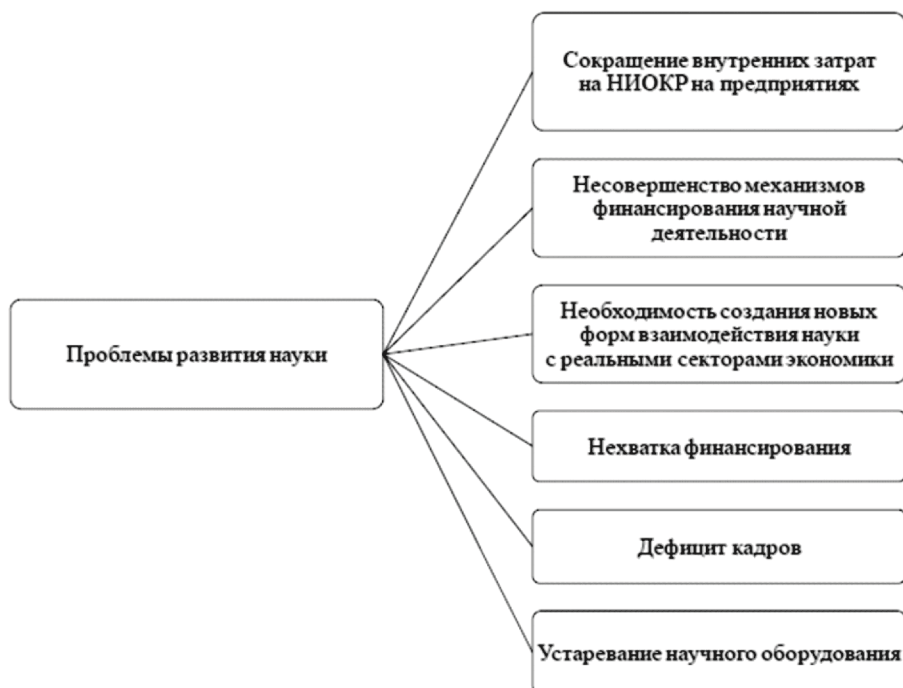 Проблемы развития науки
Сокращение внутренних затрат
на НИОКР на предприятиях
Несовершенство механизмов
финансирования научной
деятельности
Необходимость создания новых
форм взаимодействия науки
с реальными секторами экономики
Нехватка финансирования
Дефицит кадров
Устаревание научного оборудования